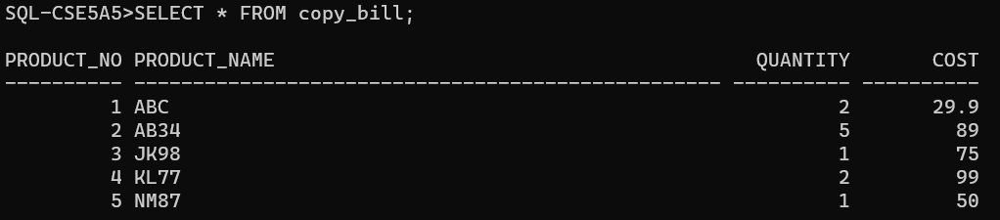 SQL-CSE5A5>SELECT * FROM copy_bill;
PRODUCT_NO PRODUCT_NAME                                         QUANTITY       COST
---------- -------------------------------------------------- ---------- ----------
         1 ABC                                                         2       29.9
         2 AB34                                                        5         89
         3 JK98                                                        1         75
         4 KL77                                                        2         99
         5 NM87                                                        1         50